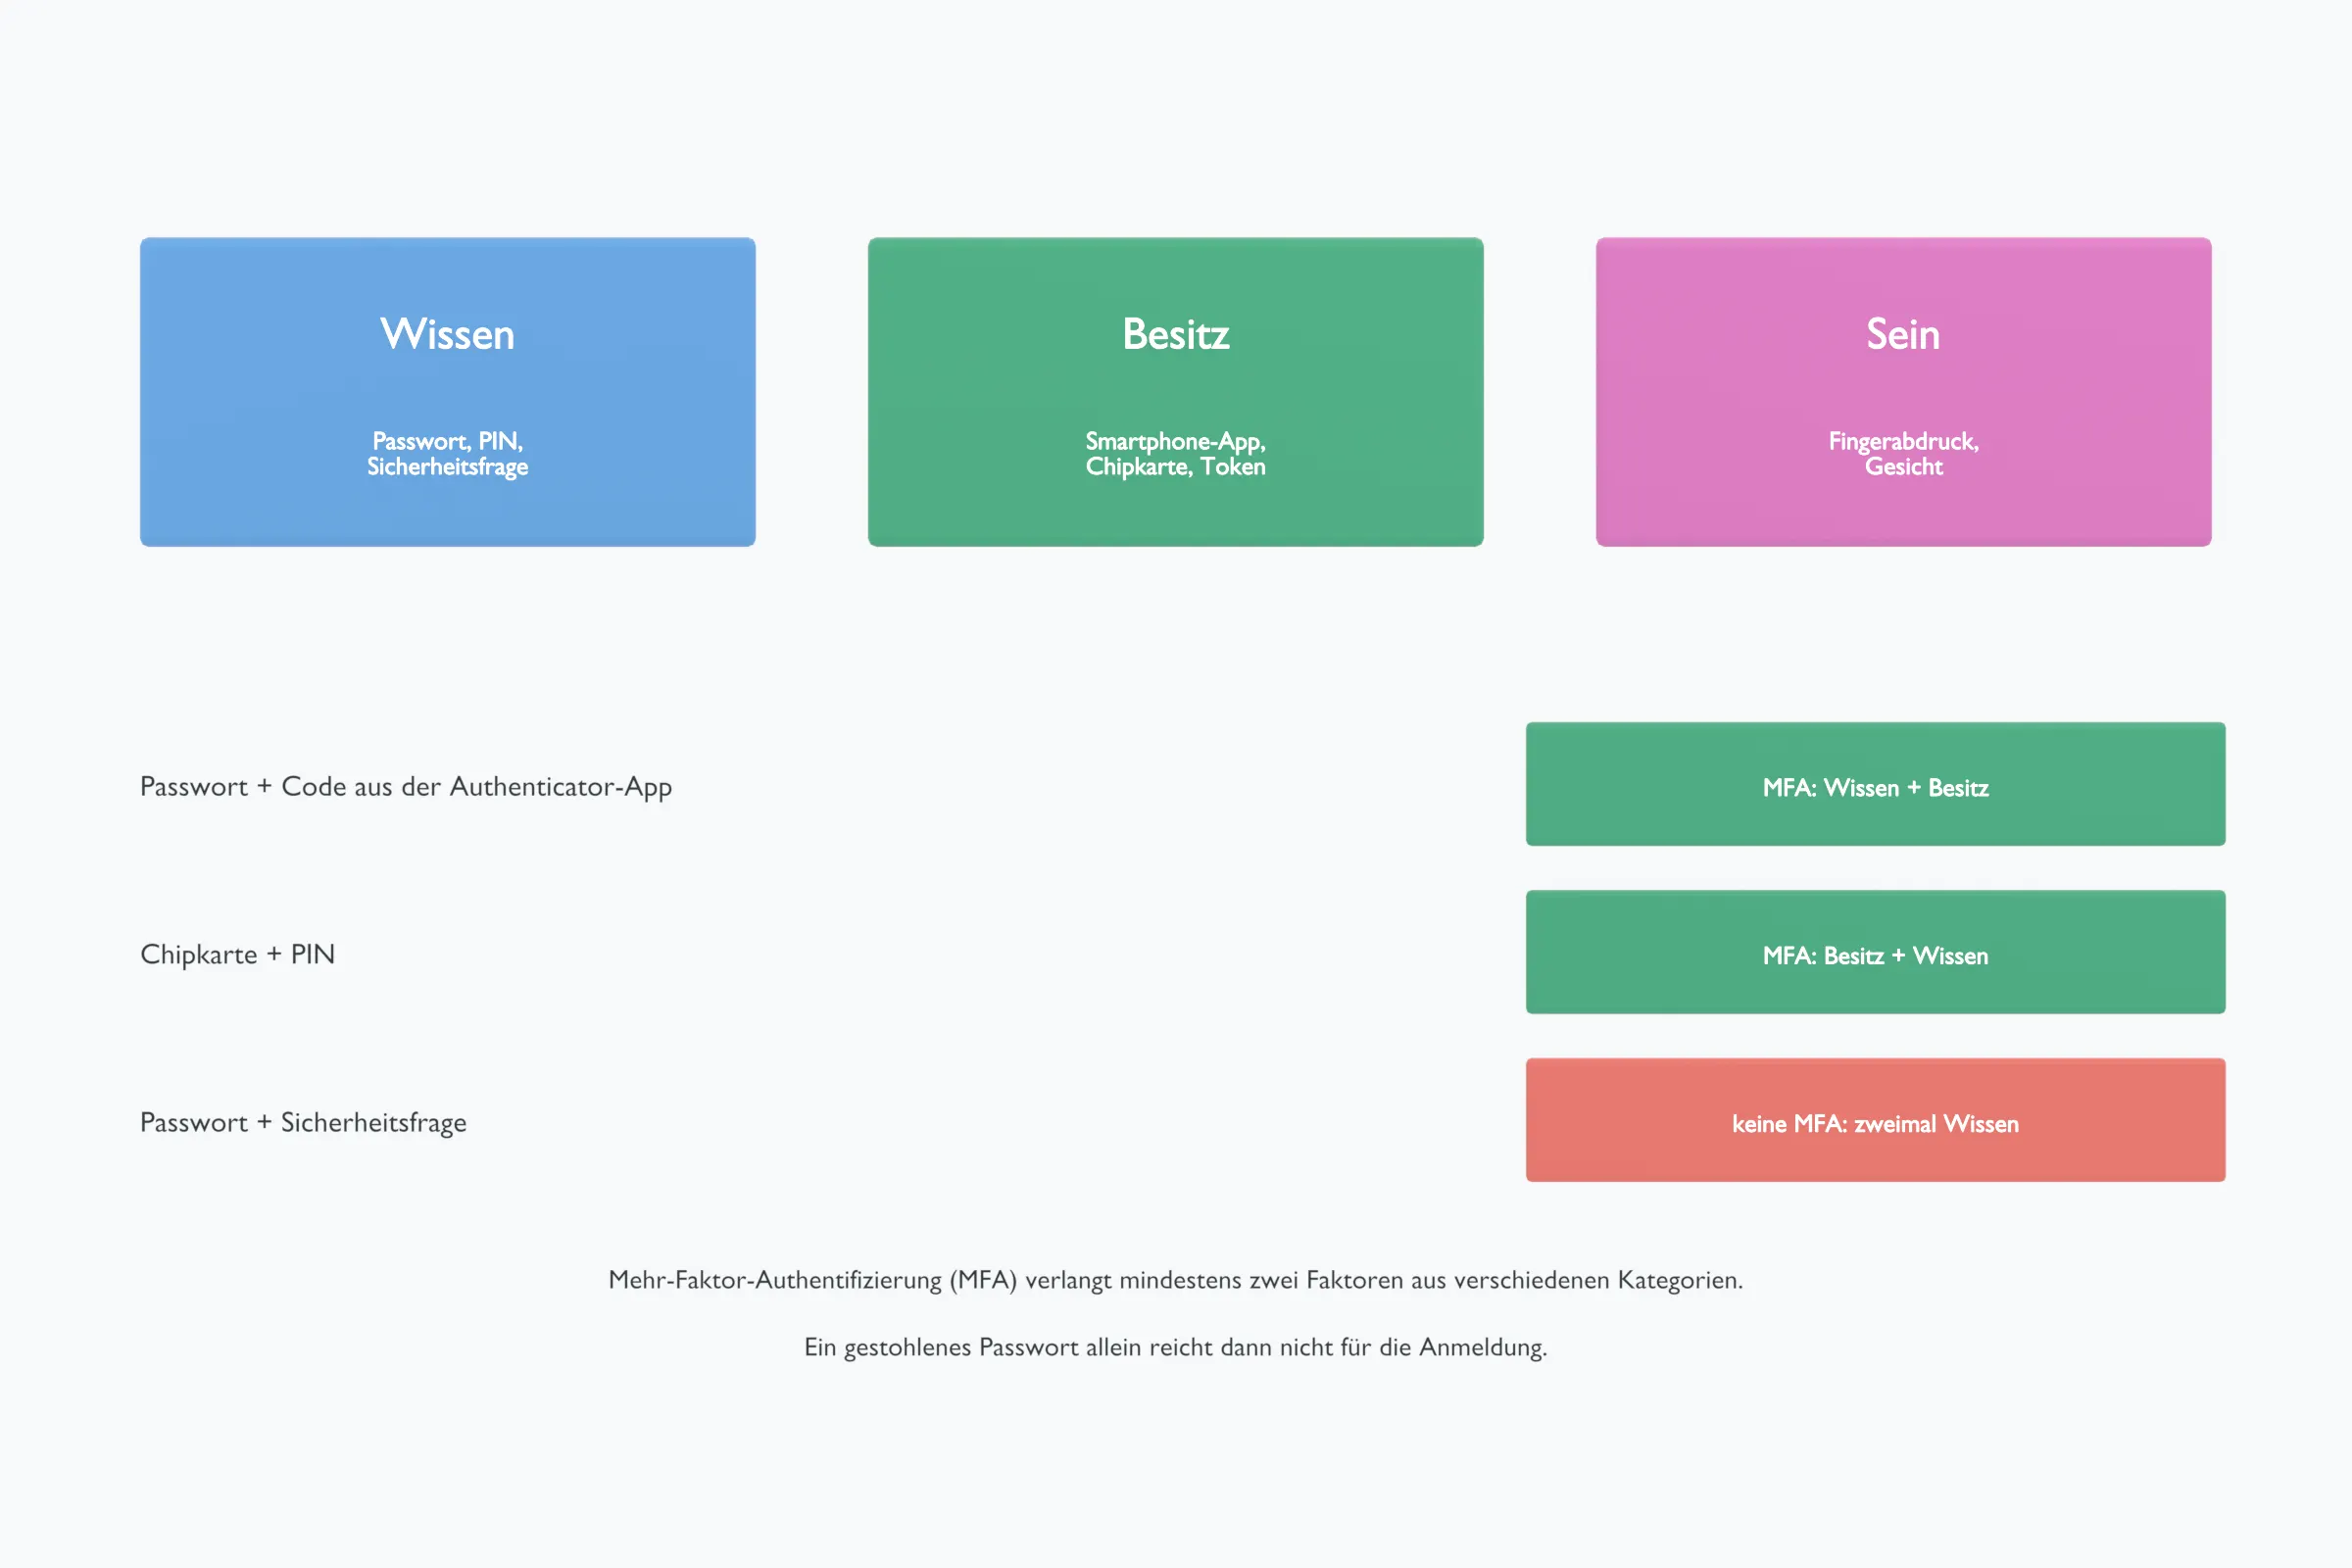 Wissen
Passwort, PIN,
Sicherheitsfrage
Besitz
Smartphone-App,
Chipkarte, Token
Sein
Fingerabdruck,
Gesicht
Passwort + Code aus der Authenticator-App
MFA: Wissen + Besitz
Chipkarte + PIN
MFA: Besitz + Wissen
Passwort + Sicherheitsfrage
keine MFA: zweimal Wissen
Mehr-Faktor-Authentifizierung (MFA) verlangt mindestens zwei Faktoren aus verschiedenen Kategorien.
Ein gestohlenes Passwort allein reicht dann nicht für die Anmeldung.